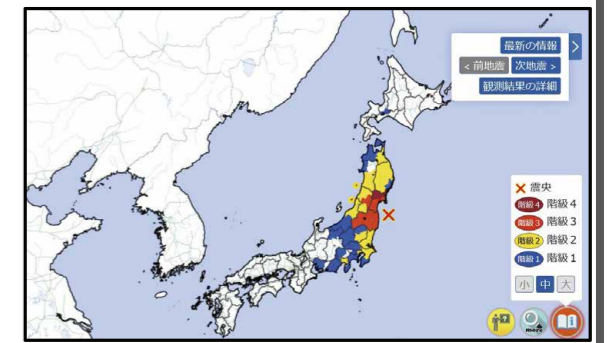 最新の情報
< 前地震 次地震 >
観測結果の詳細
>
震央
階級4 階級4
階級3 階級3
階級2 階級2
階級1 階級1
小 中 大
more